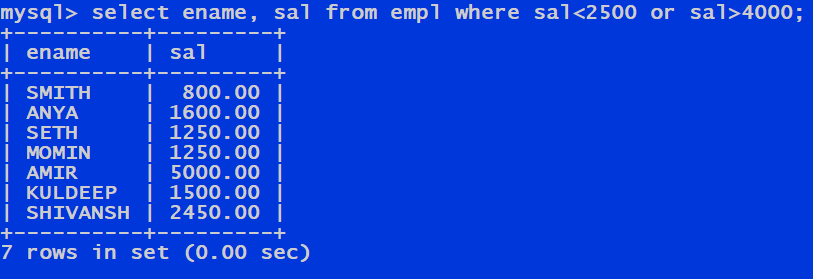 mysql> select ename, sal from empl where sal<2500 or sal>4000;
+----------+---------+
| ename    | sal     |
+----------+---------+
| SMITH    |  800.00 |
| ANYA     | 1600.00 |
| SETH     | 1250.00 |
| MOMIN    | 1250.00 |
| AMIR     | 5000.00 |
| KULDEEP  | 1500.00 |
| SHIVANSH | 2450.00 |
+----------+---------+
7 rows in set (0.00 sec)